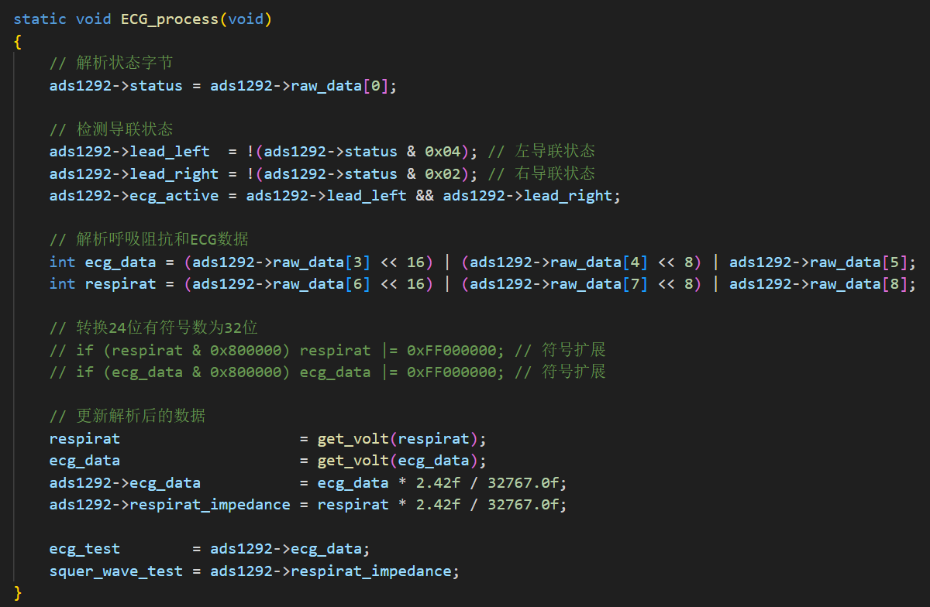 static void ECG_process(void)
{
// 解析状态字节
ads1292->status = ads1292->raw_data[0];
// 检测导联状态
ads1292->lead_left  = !(ads1292->status & 0x04); // 左导联状态
ads1292->lead_right = !(ads1292->status & 0x02); // 右导联状态
ads1292->ecg_active = ads1292->lead_left && ads1292->lead_right;
// 解析呼吸阻抗和ECG数据
int ecg_data = (ads1292->raw_data[3] << 16) | (ads1292->raw_data[4] << 8) | ads1292->raw_data[5];
int respirat = (ads1292->raw_data[6] << 16) | (ads1292->raw_data[7] << 8) | ads1292->raw_data[8];
// 转换24位有符号数为32位
// if (respirat & 0x800000) respirat |= 0xFF000000; // 符号扩展
// if (ecg_data & 0x800000) ecg_data |= 0xFF000000; // 符号扩展
// 更新解析后的数据
respirat                    = get_volt(respirat);
ecg_data                    = get_volt(ecg_data);
ads1292->ecg_data           = ecg_data * 2.42f / 32767.0f;
ads1292->respirat_impedance = respirat * 2.42f / 32767.0f;
ecg_test        = ads1292->ecg_data;
squer_wave_test = ads1292->respirat_impedance;
}